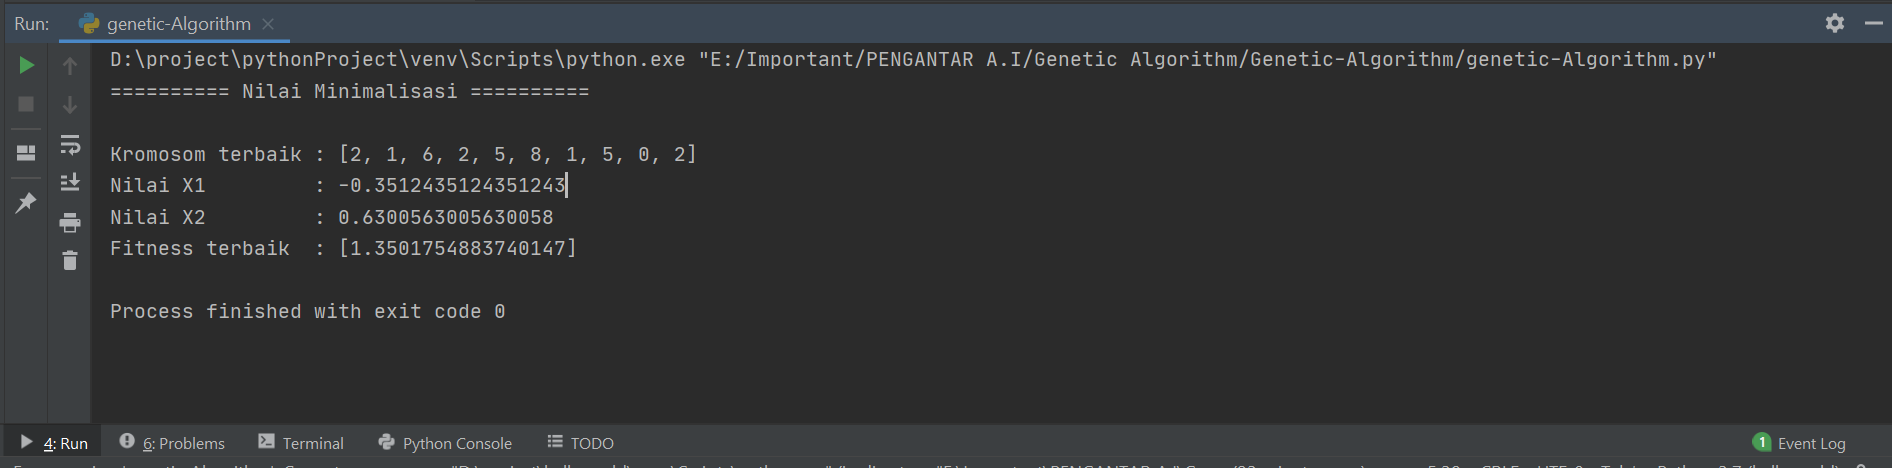 Run: genetic-Algorithm
D:\project\pythonProject\venv\Scripts\python.exe "E:/Important/PENGANTAR A.I/Genetic Algorithm/Genetic-Algorithm/genetic-Algorithm.py"
========== Nilai Minimalisasi ==========
Kromosom terbaik : [2, 1, 6, 2, 5, 8, 1, 5, 0, 2]
Nilai X1 : -0.3512435124351243
Nilai X2 : 0.6300563005630058
Fitness terbaik : [1.3501754883740147]
Process finished with exit code 0
4: Run 6: Problems Terminal Python Console TODO 1 Event Log